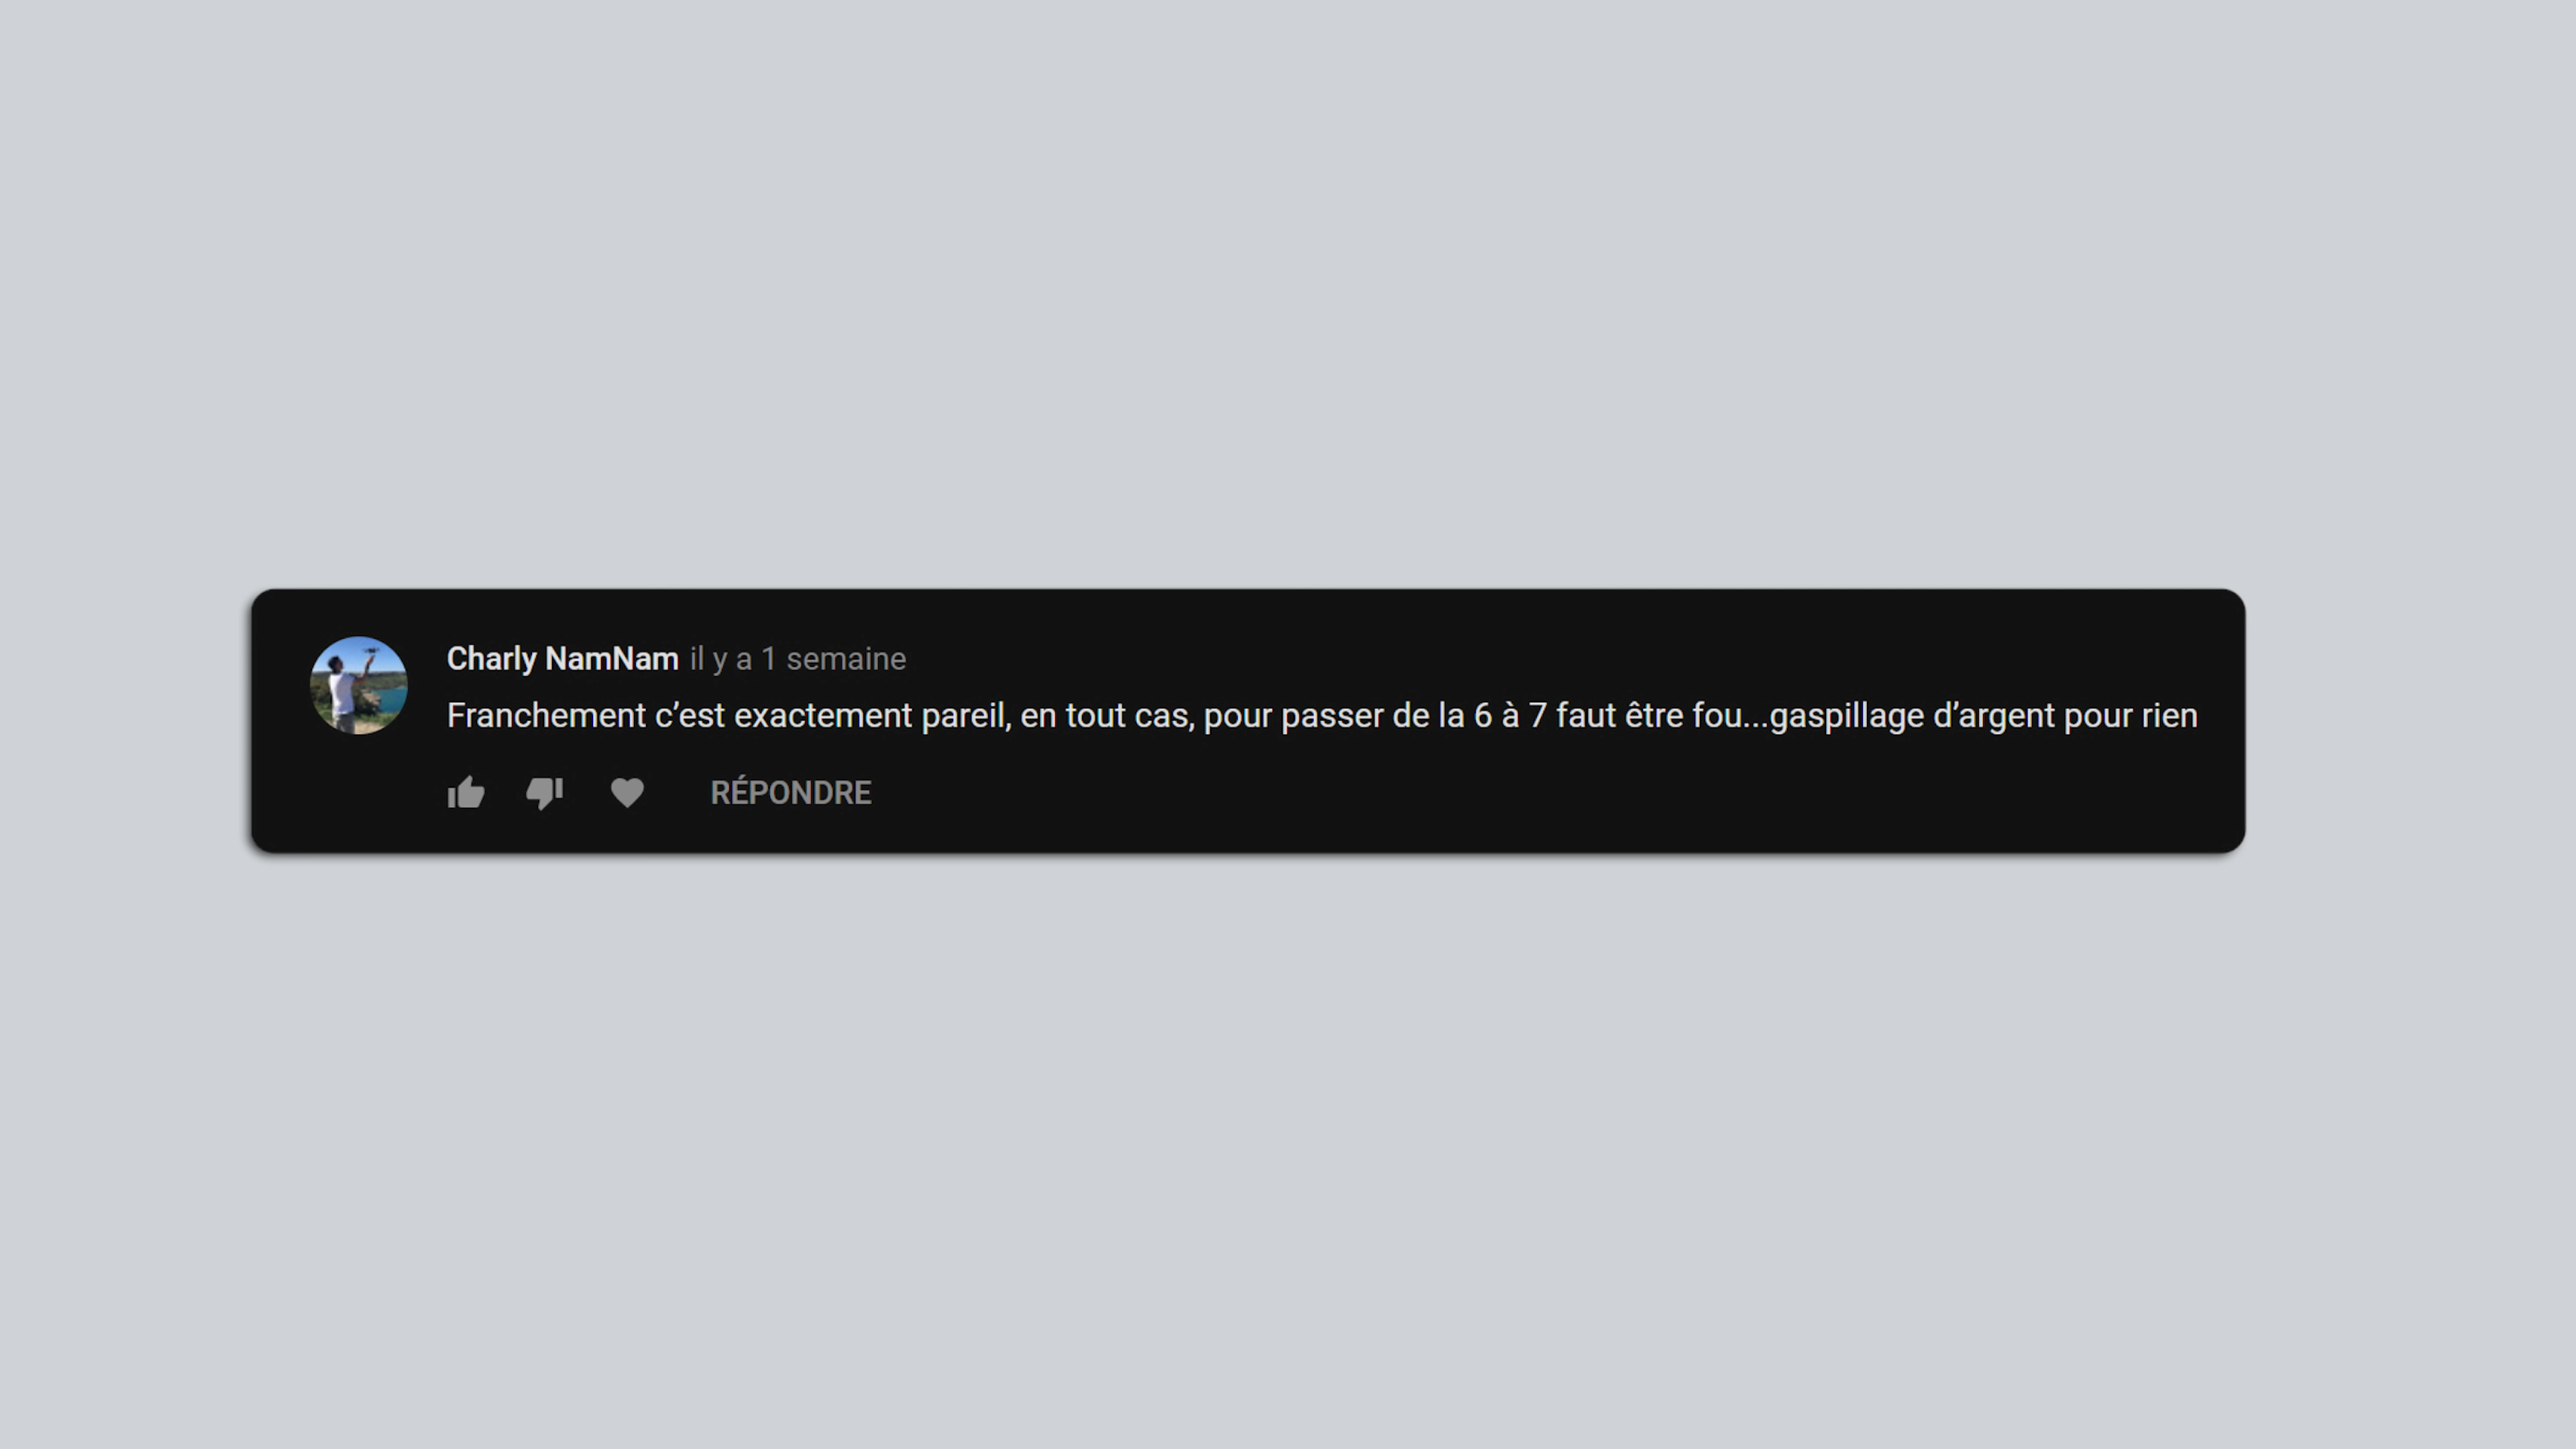 Charly NamNam il y a 1 semaine
Franchement c’est exactement pareil, en tout cas, pour passer de la 6 à 7 faut être fou...gaspillage d’argent pour rien
RÉPONDRE